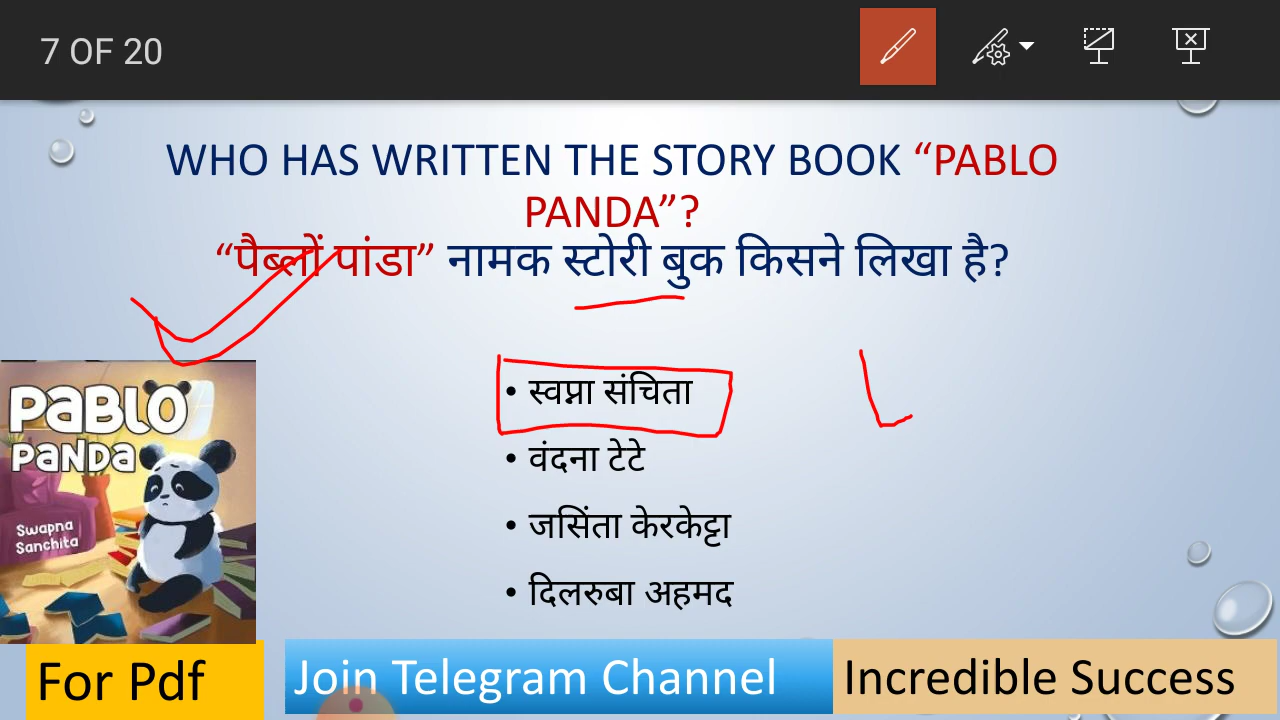 7 OF 20
WHO HAS WRITTEN THE STORY BOOK “PABLO
PANDA”?
“पैब्लों पांडा” नामक स्टोरी बुक किसने लिखा है?
• स्वप्ना संचिता
• वंदना टेटे
• जसिंता केरकेट्टा
• दिलरुबा अहमद
PABLO
PANDA
Swapna
Sanchita
For Pdf
Join Telegram Channel
Incredible Success